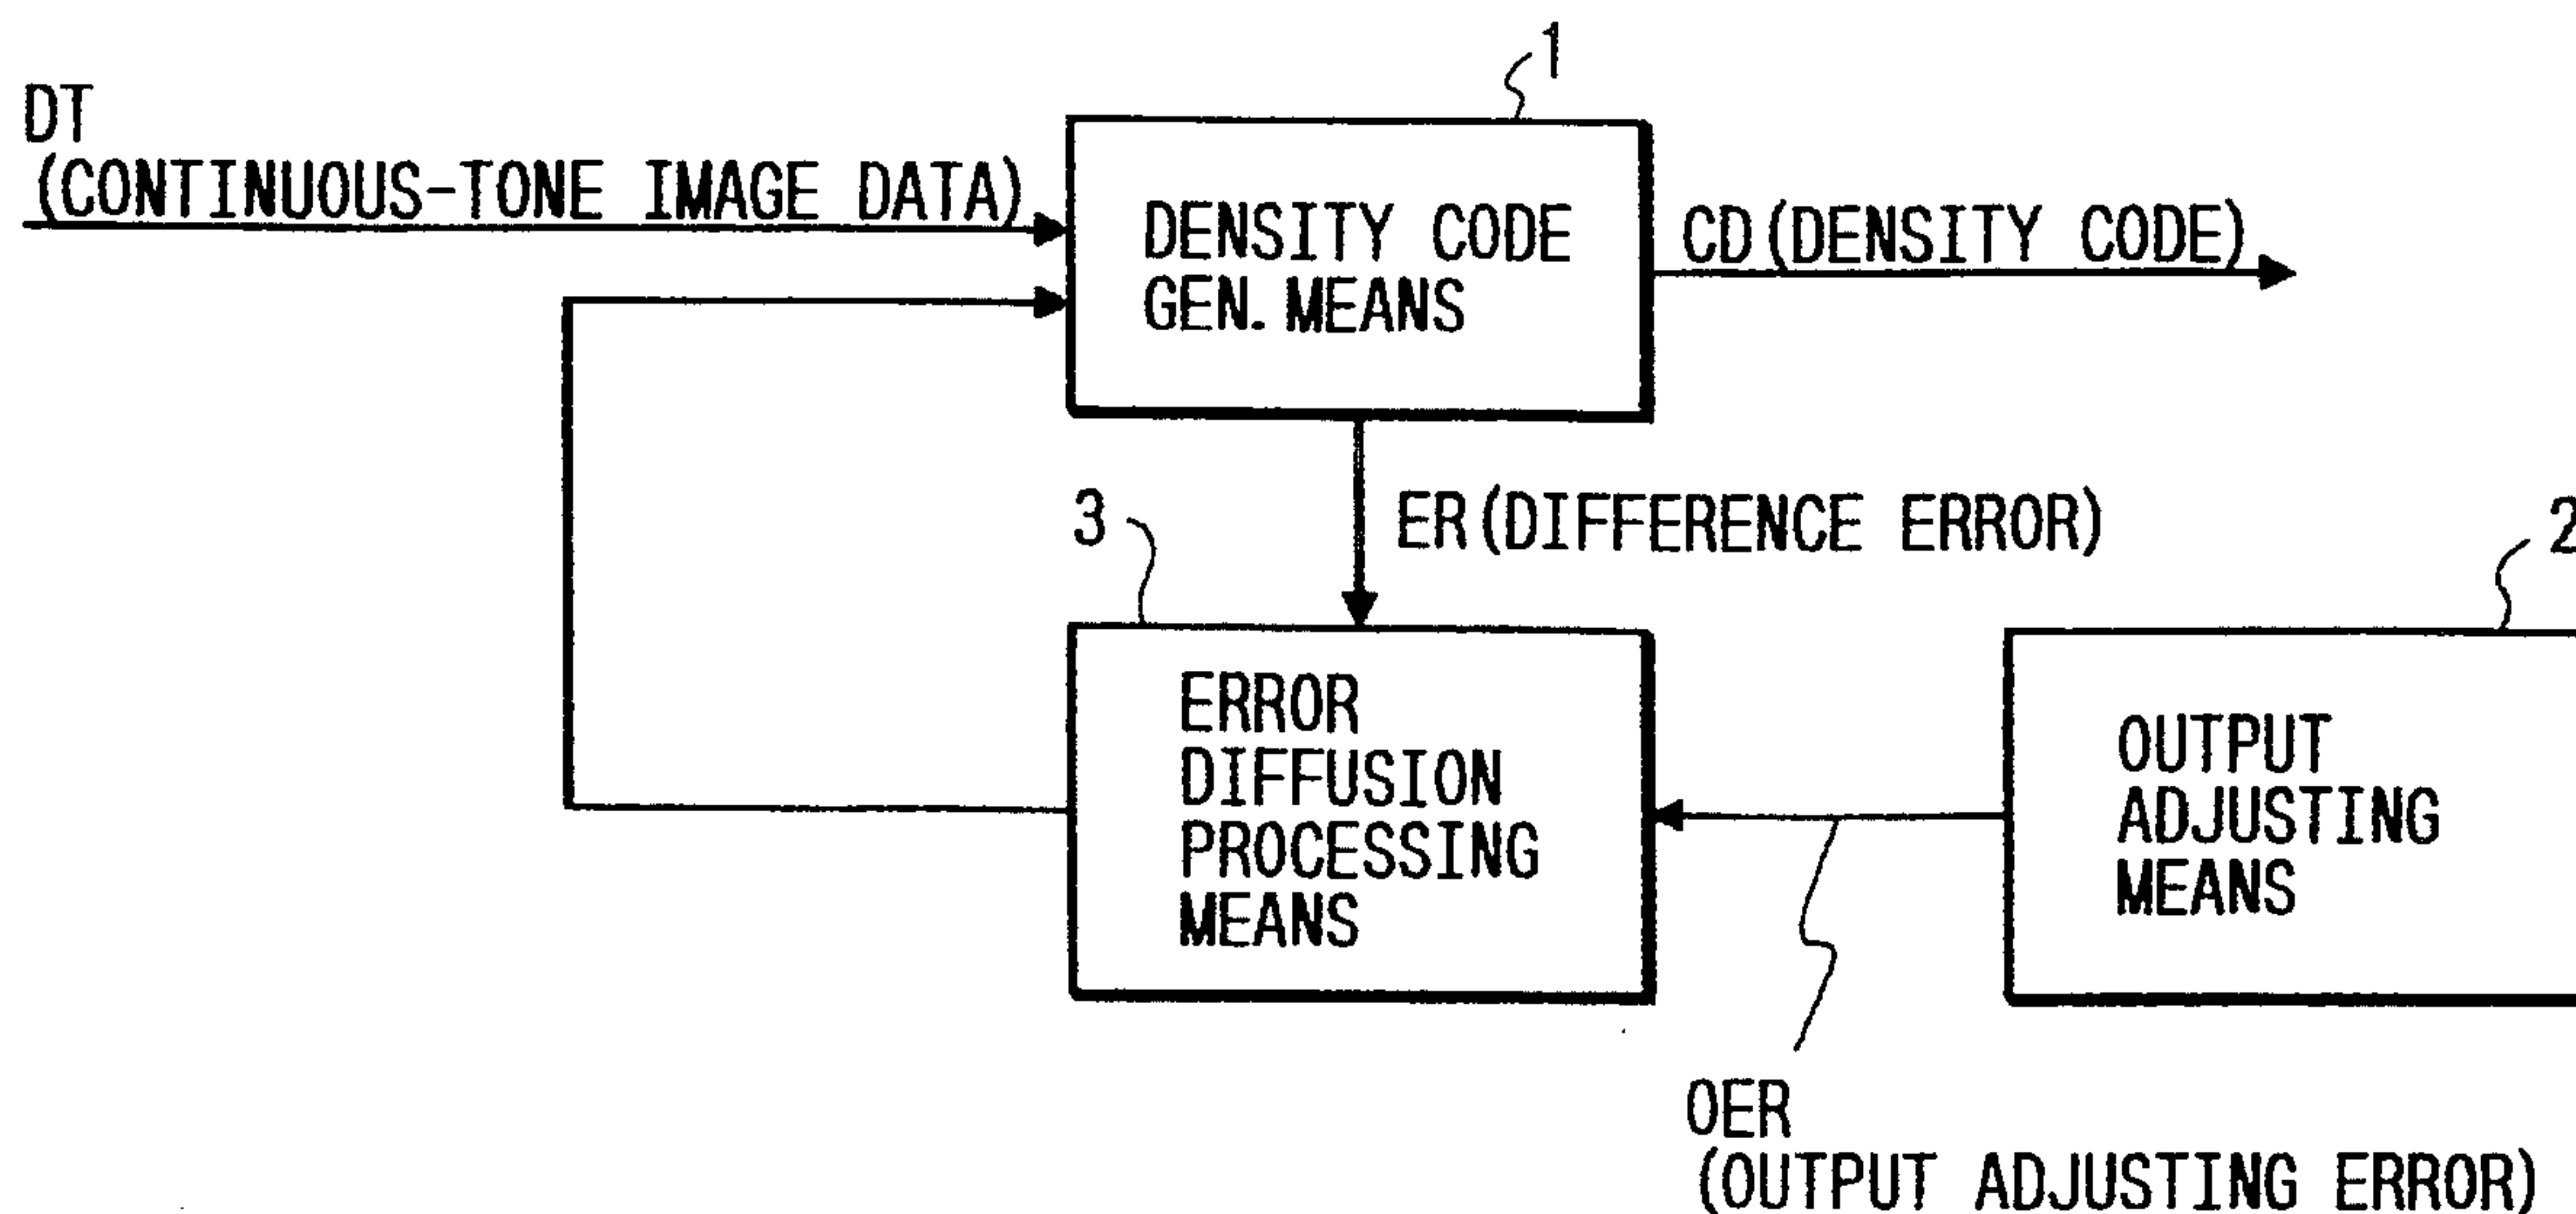 1
DT
(CONTINUOUS-TONE IMAGE DATA)
DENSITY CODE
GEN. MEANS
CD(DENSITY CODE)
3
ER(DIFFERENCE ERROR)
2
ERROR
DIFFUSION
PROCESSING
MEANS
OUTPUT
ADJUSTING
MEANS
OER
(OUTPUT ADJUSTING ERROR)